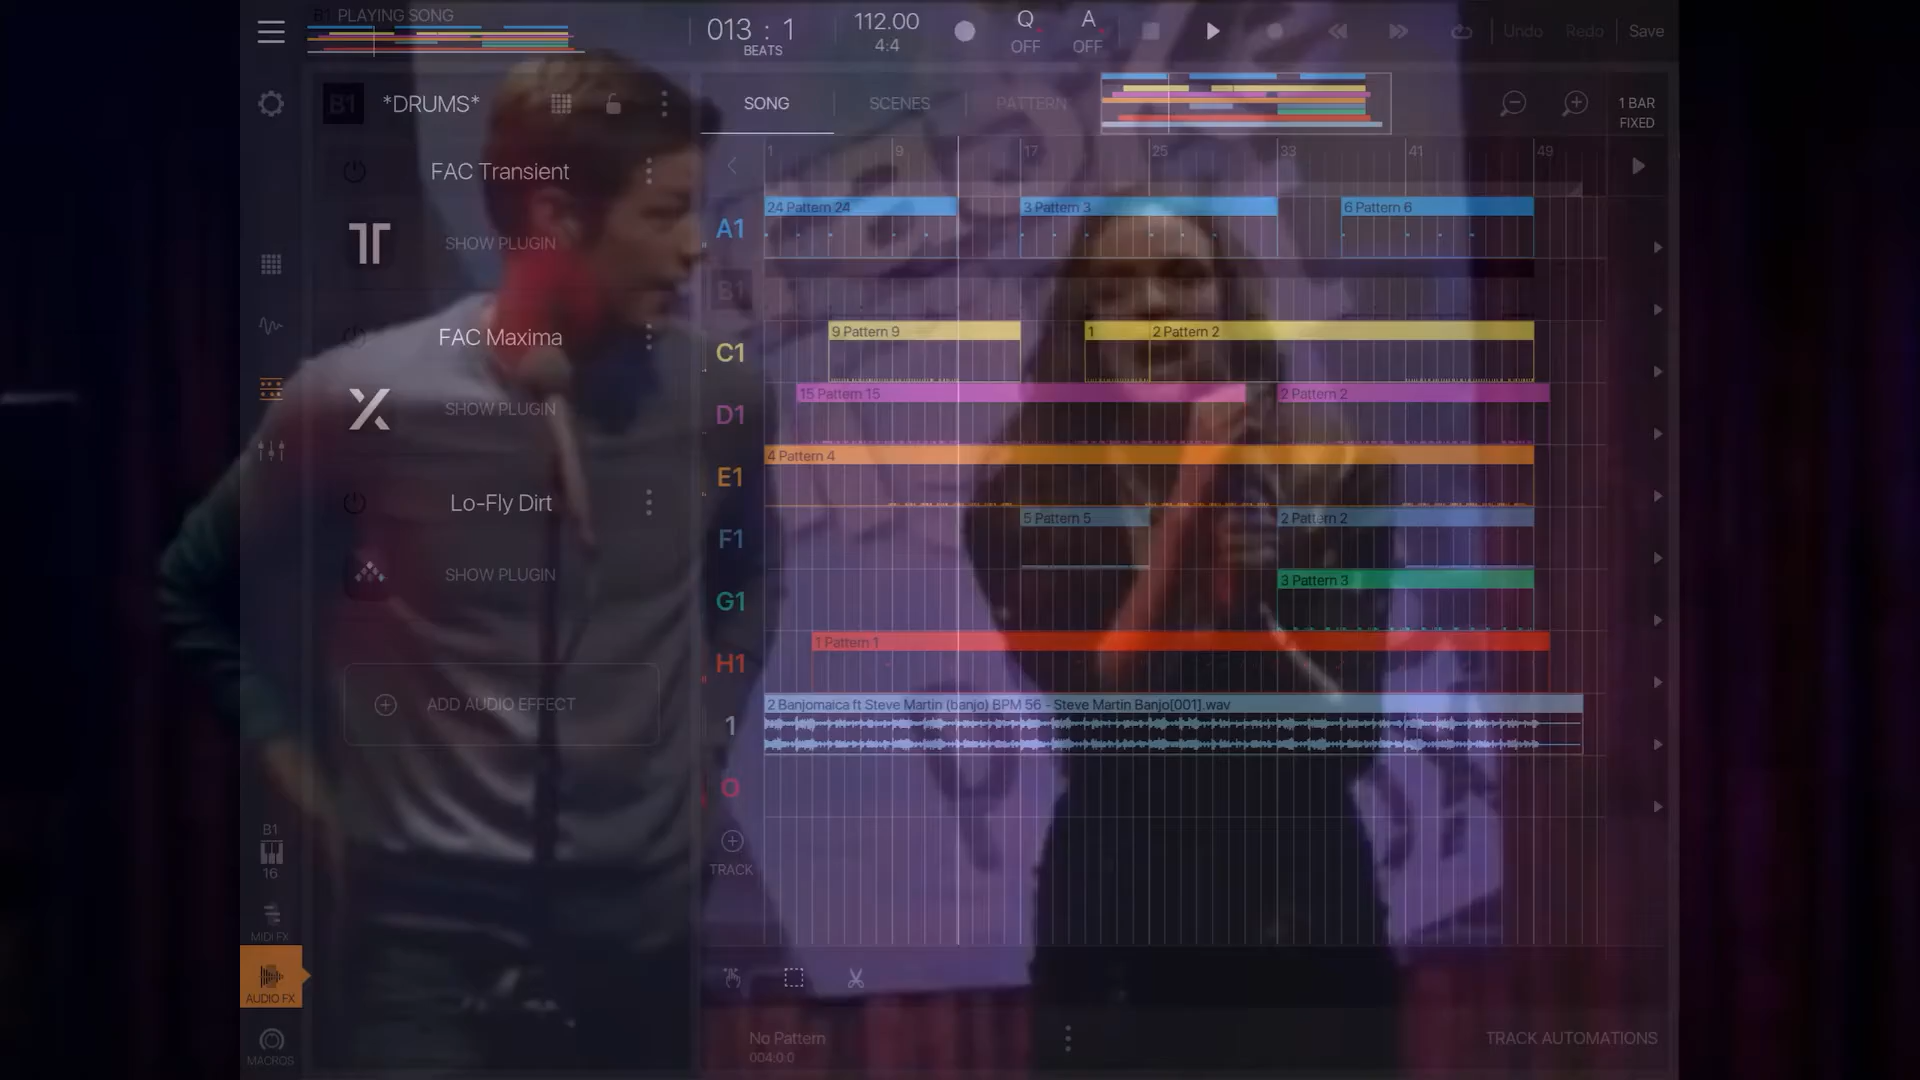 B1 PLAYING SONG
013 : 1
BEATS
112.00
4:4
Q
OFF
A
OFF
Undo
Redo
Save
B1
*DRUMS*
SONG
SCENES
PATTERN
1 BAR
FIXED
1
9
17
25
33
41
49
FAC Transient
SHOW PLUGIN
FAC Maxima
SHOW PLUGIN
Lo-Fly Dirt
SHOW PLUGIN
ADD AUDIO EFFECT
A1
24 Pattern 24
3 Pattern 3
6 Pattern 6
B1
C1
9 Pattern 9
1
2 Pattern 2
D1
15 Pattern 15
2 Pattern 2
E1
4 Pattern 4
F1
5 Pattern 5
2 Pattern 2
G1
3 Pattern 3
H1
1 Pattern 1
1
2 Banjomaica ft Steve Martin (banjo) BPM 56 - Steve Martin Banjo[001].wav
O
TRACK
B1
16
MIDI FX
AUDIO FX
MACROS
No Pattern
004:0:0
TRACK AUTOMATIONS